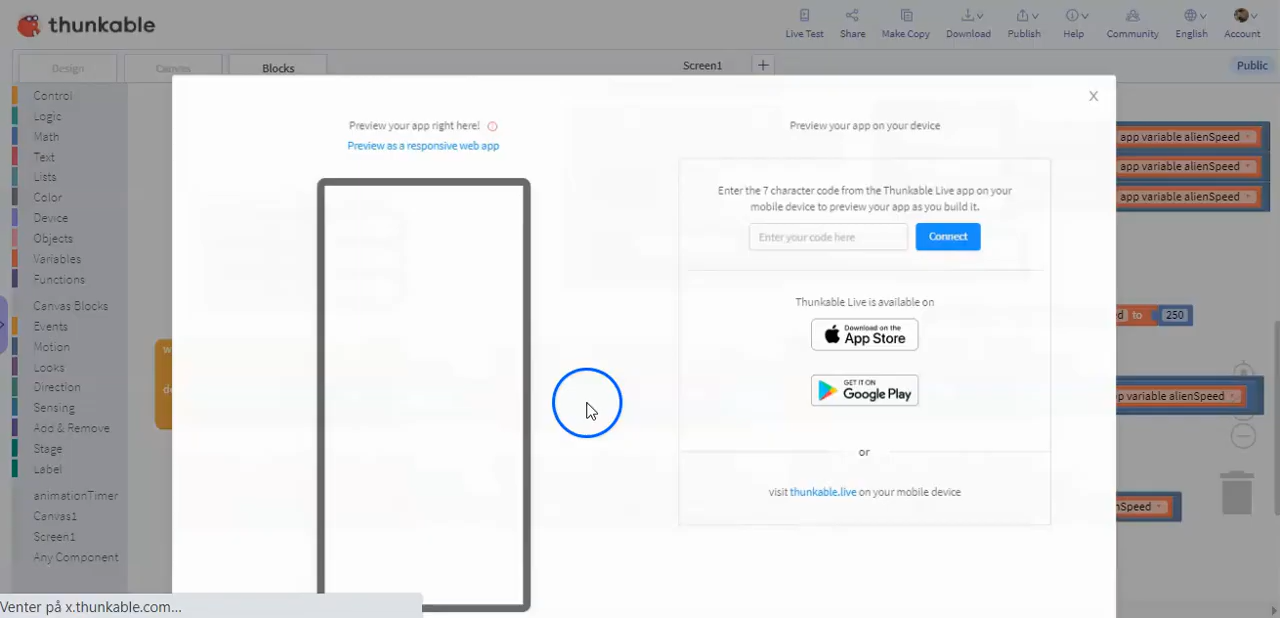 thunkable
Live Test
Share
Make Copy
Download
Publish
Help
Community
English
Account
Design
Canvas
Blocks
Screen1
Public
Control
Logic
Math
Text
Lists
Color
Device
Objects
Variables
Functions
Canvas Blocks
Events
Motion
Looks
Direction
Sensing
Add & Remove
Stage
Label
animationTimer
Canvas1
Screen1
Any Component
X
Preview your app right here!
Preview as a responsive web app
Preview your app on your device
Enter the 7 character code from the Thunkable Live app on your
mobile device to preview your app as you build it.
Enter your code here
Connect
Thunkable Live is available on
Download on the
App Store
GET IT ON
Google Play
or
visit thunkable.live on your mobile device
app variable alienSpeed
app variable alienSpeed
app variable alienSpeed
to 250
variable alienSpeed
Venter på x.thunkable.com...